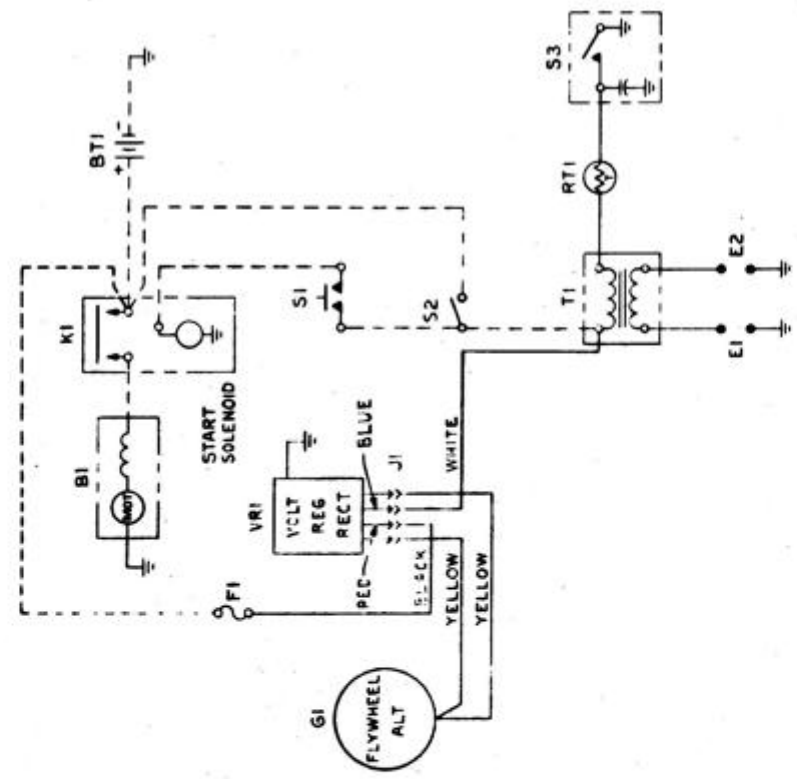 K1
B1
MOT
BT1
+
-
START
SOLENOID
F1
VR1
VOLT
REG
RECT
S1
G1
FLYWHEEL
ALT
RED
BLUE
J1
BLACK
S2
YELLOW
WHITE
YELLOW
S3
RT1
T1
E1
E2